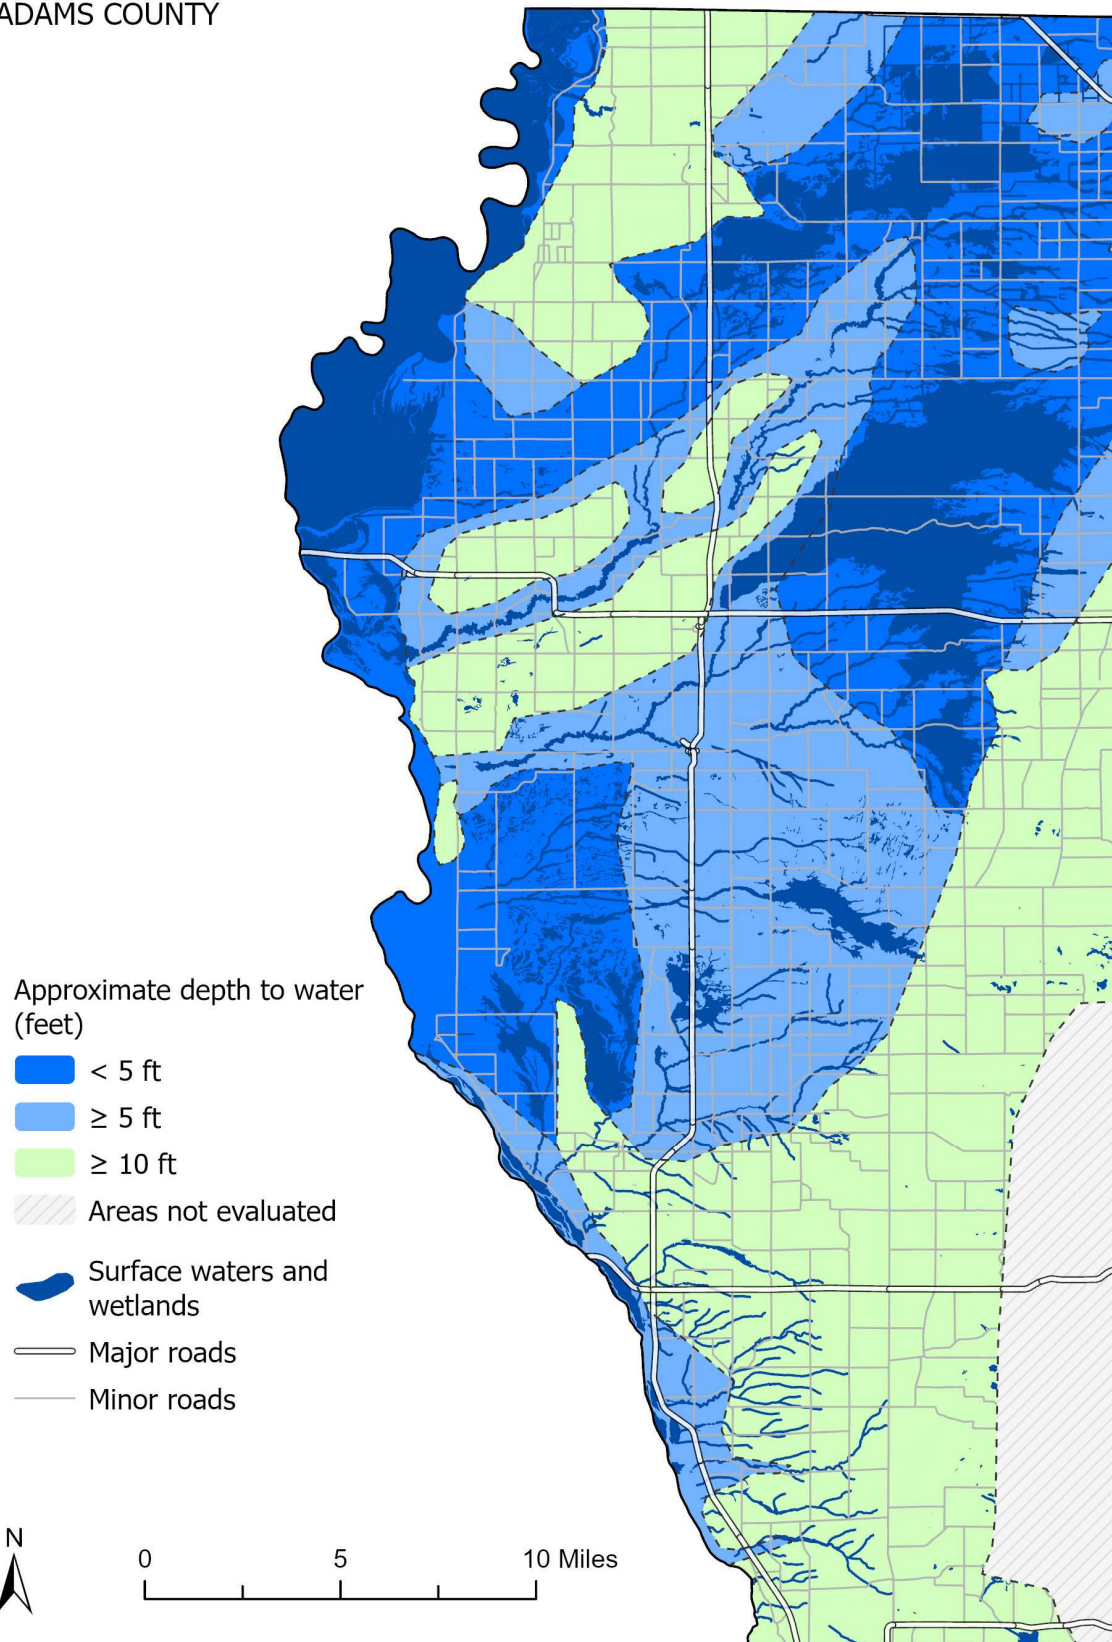 ADAMS COUNTY
Approximate depth to water
(feet)
< 5 ft
≥ 5 ft
≥ 10 ft
Areas not evaluated
Surface waters and
wetlands
Major roads
Minor roads
N
0 5 10 Miles